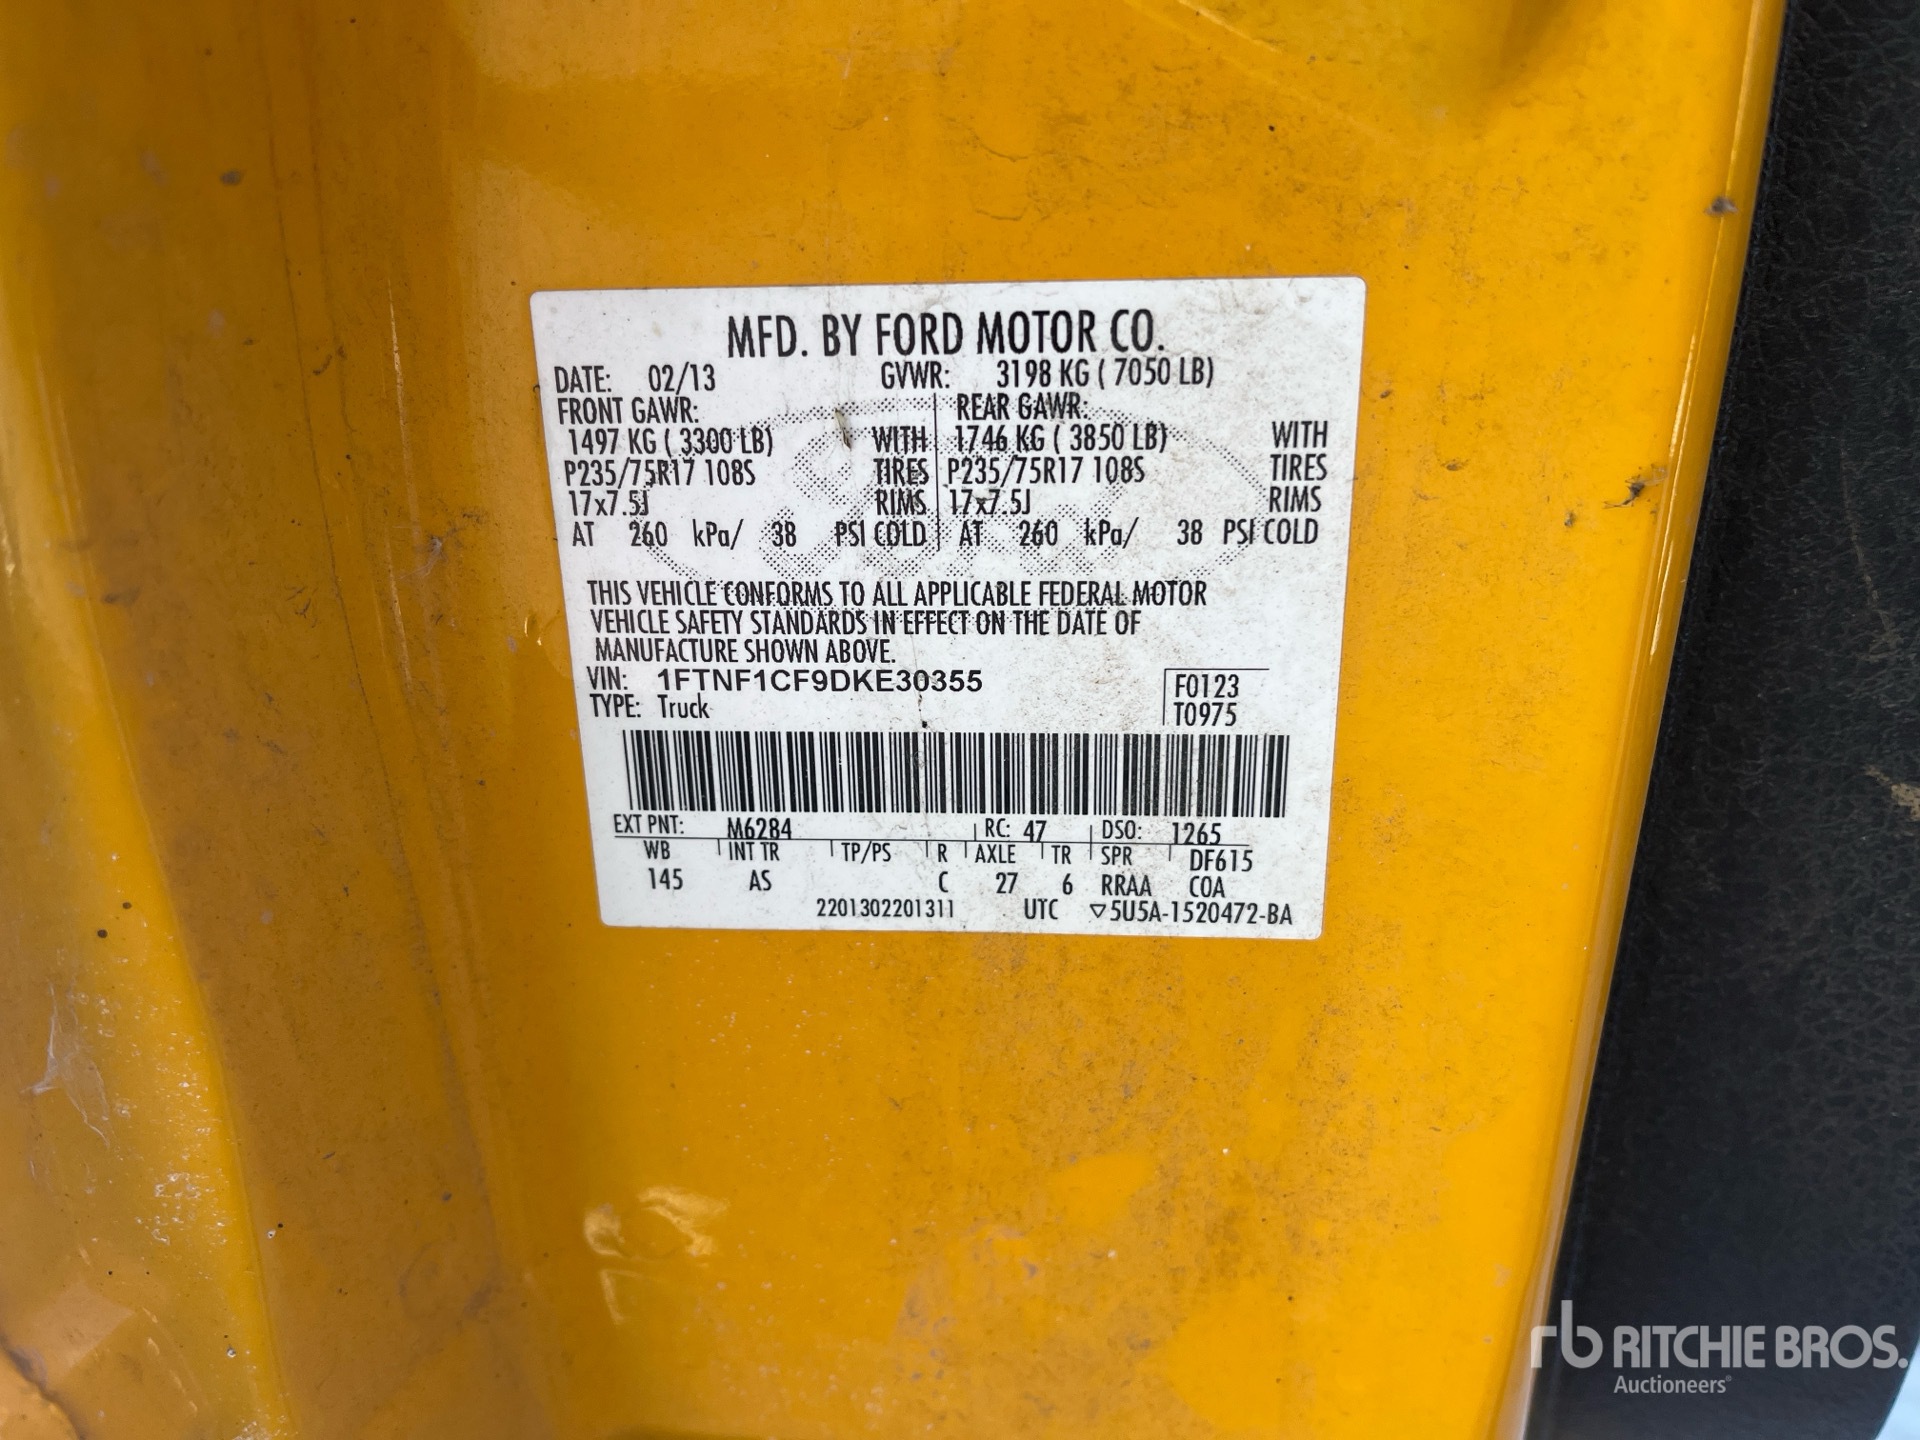 MFD. BY FORD MOTOR CO.
DATE: 02/13 GVWR: 3198 KG ( 7050 LB)
FRONT GAWR: REAR GAWR:
1497 KG ( 3300 LB) WITH 1746 KG ( 3850 LB) WITH
P235/75R17 108S TIRES P235/75R17 108S TIRES
17x7.5J RIMS 17x7.5J RIMS
AT 260 kPa/ 38 PSI COLD AT 260 kPa/ 38 PSI COLD
THIS VEHICLE CONFORMS TO ALL APPLICABLE FEDERAL MOTOR
VEHICLE SAFETY STANDARDS IN EFFECT ON THE DATE OF
MANUFACTURE SHOWN ABOVE.
VIN: 1FTNF1CF9DKE30355 F0123
TYPE: Truck T0975
EXT PNT: M6284 RC: 47 DSO: 1265
WB INT TR TP/PS R AXLE TR SPR DF615
145 AS C 27 6 RRAA COA
2201302201311 UTC ▽5U5A-1520472-BA
rb RITCHIE BROS.
Auctioneers®